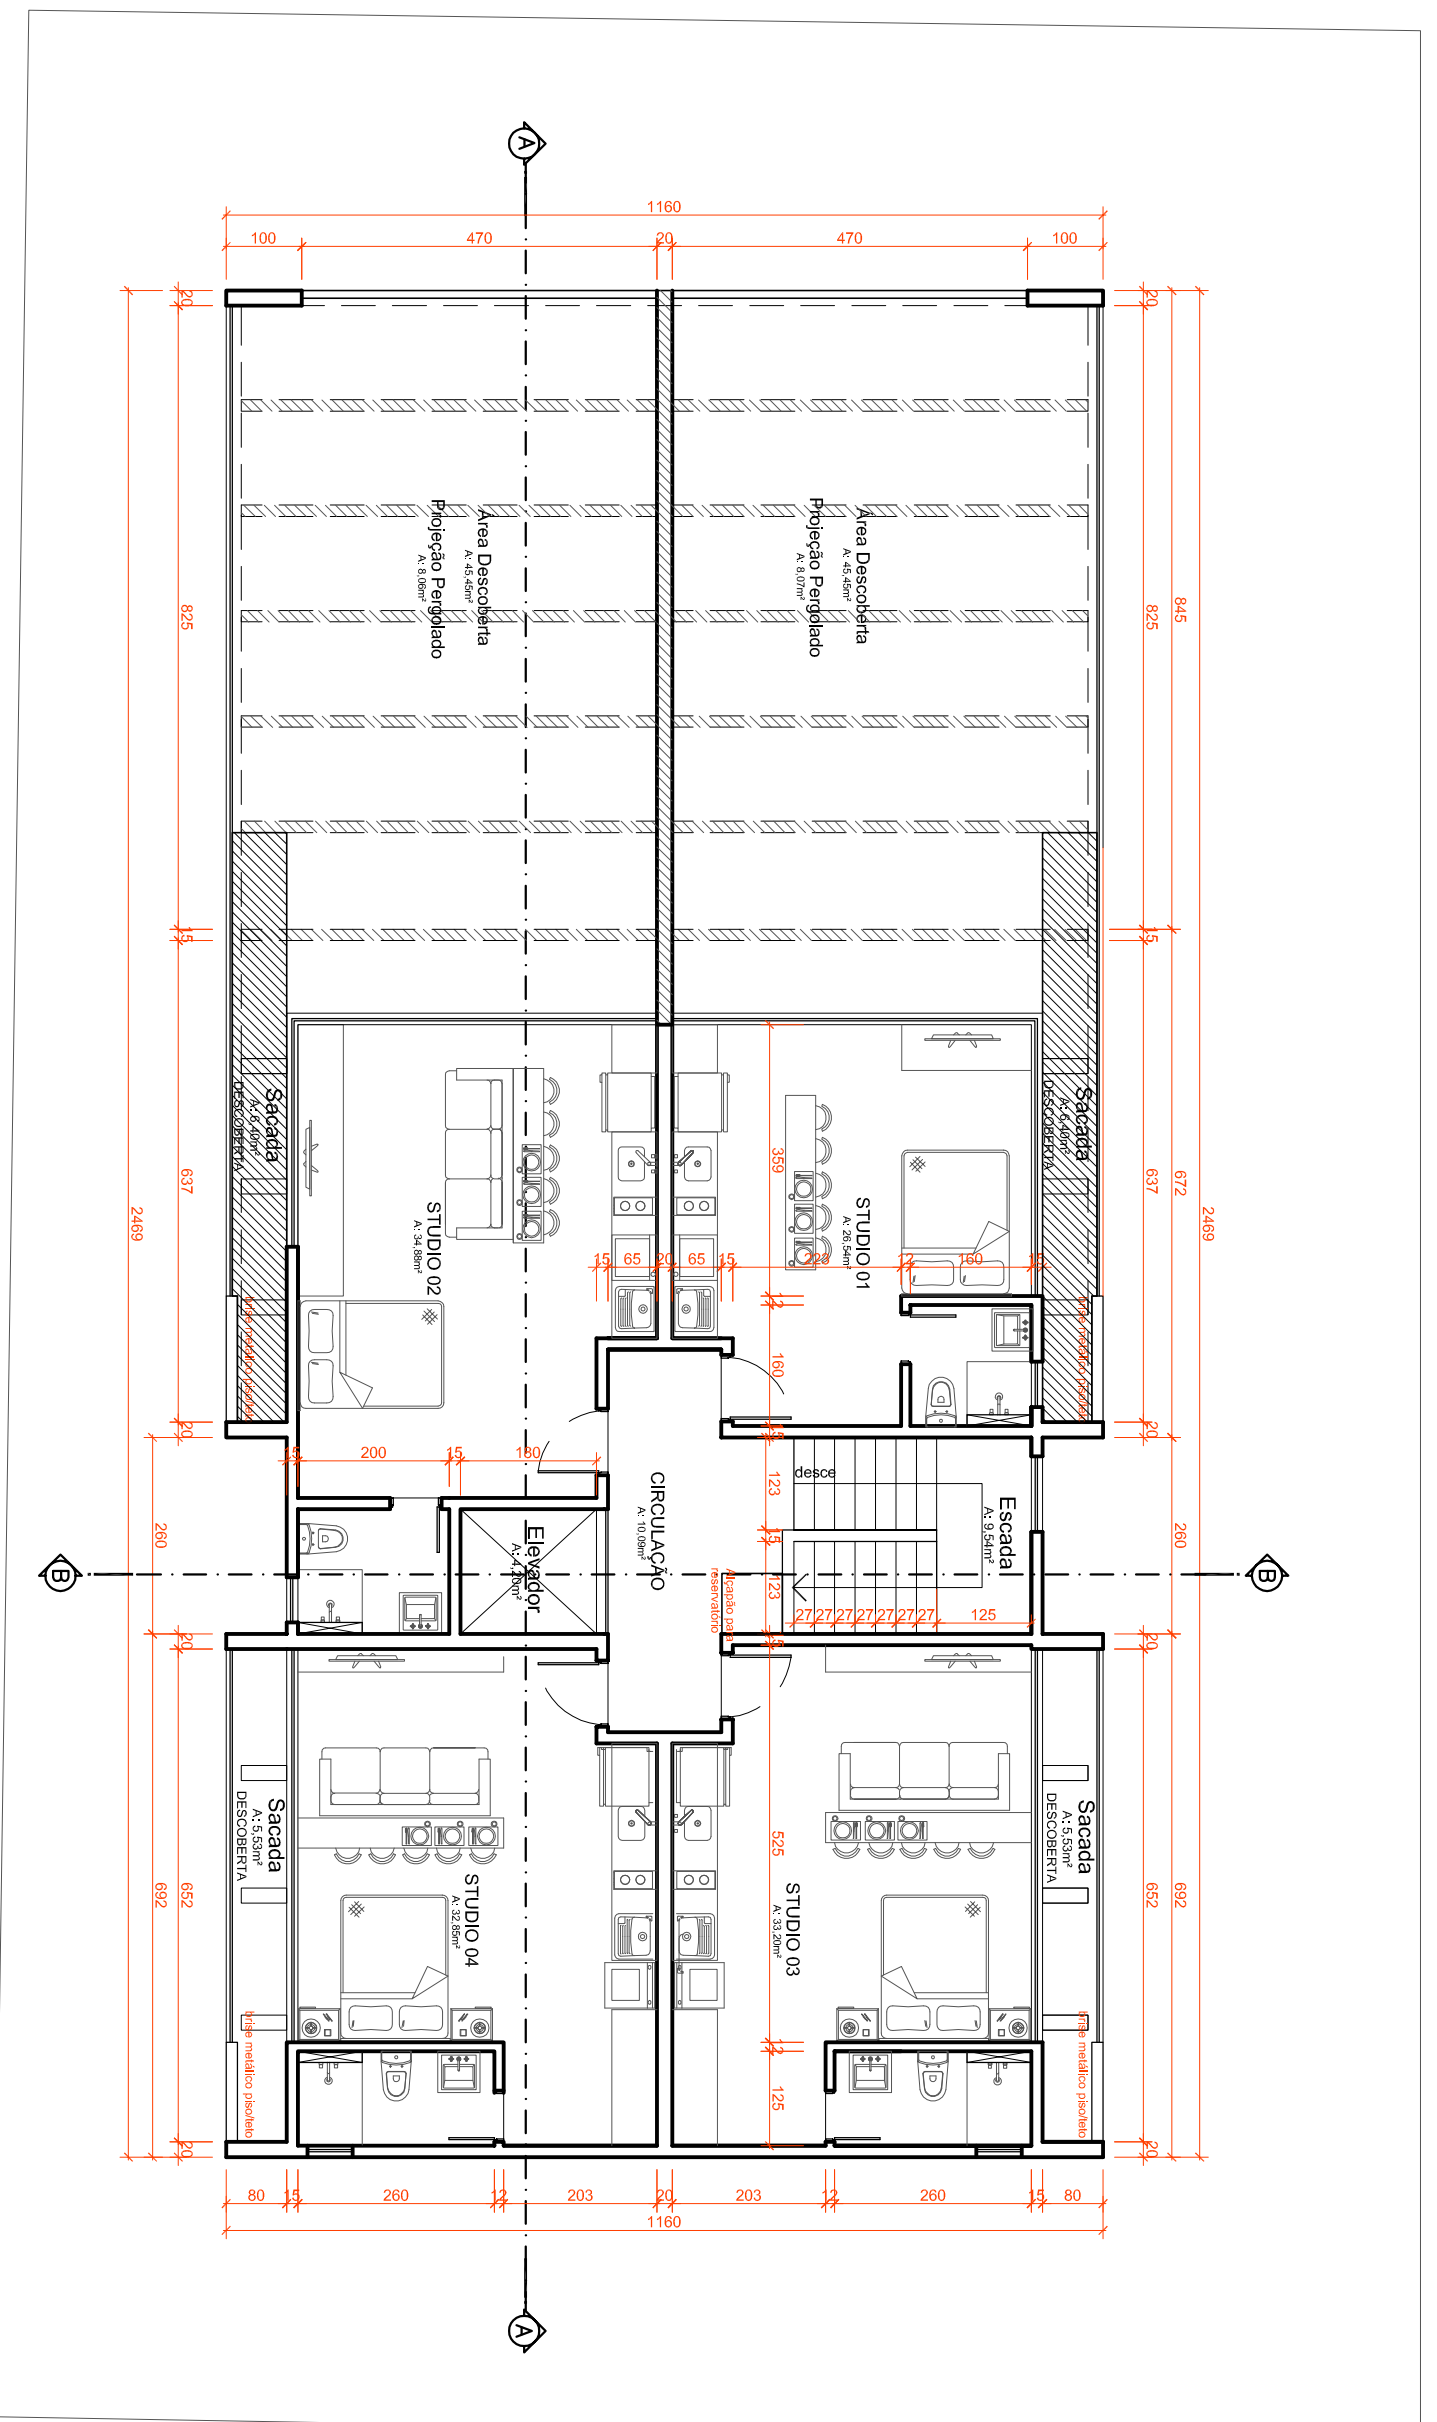 A
1160
100
470
20
470
100
20
20
Área Descoberta
A: 45,45m²
Projeção Pergolado
A: 8,06m²
Área Descoberta
A: 45,45m²
Projeção Pergolado
A: 8,07m²
825
825
845
15
15
Sacada
A: 6,40m²
DESCOBERTA
Sacada
A: 6,40m²
DESCOBERTA
359
637
637
672
2469
2469
STUDIO 02
A: 34,88m²
STUDIO 01
A: 26,54m²
15
65
20
65
15
223
12
160
15
brise metálico piso/teto
brise metálico piso/teto
12
160
20
20
15
15
200
15
180
desce
123
CIRCULAÇÃO
A: 10,09m²
Escada
A: 9,54m²
260
260
15
Elevador
A: 4,20m²
B
B
123
Alçapão para
reservatório
27
27
27
27
27
27
27
125
20
20
15
Sacada
A: 5,53m²
DESCOBERTA
Sacada
A: 5,53m²
DESCOBERTA
525
STUDIO 04
A: 32,85m²
STUDIO 03
A: 33,20m²
692
652
652
692
brise metálico piso/teto
brise metálico piso/teto
12
125
20
20
80
15
260
12
203
20
203
12
260
15
80
1160
A